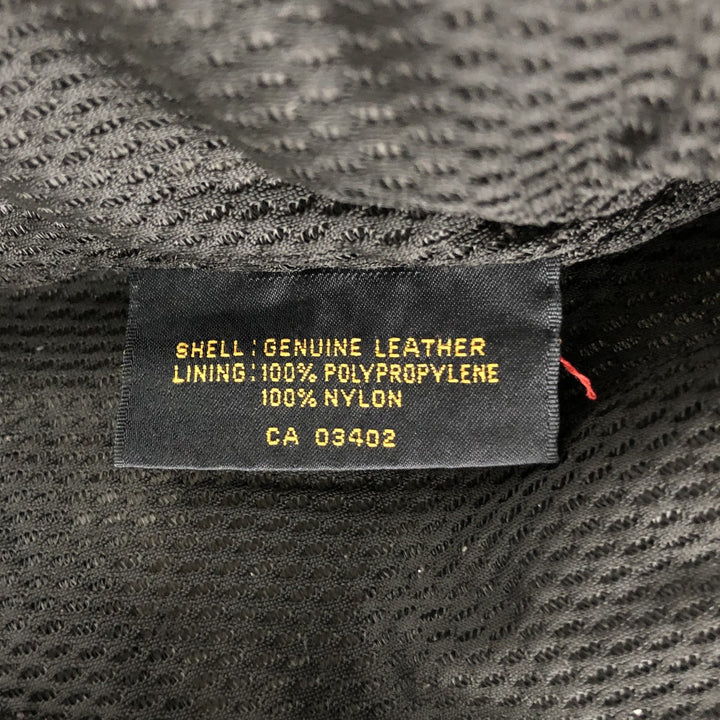 SHELL: GENUINE LEATHER
LINING: 100% POLYPROPYLENE
100% NYLON
CA 03402